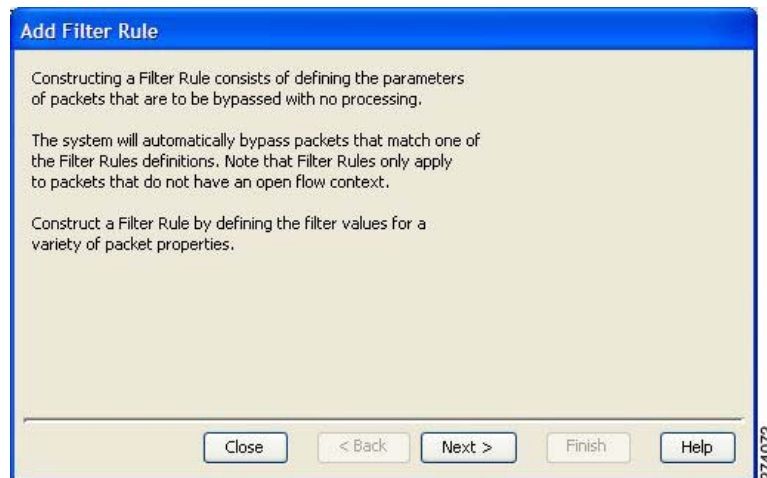 Add Filter Rule
Constructing a Filter Rule consists of defining the parameters
of packets that are to be bypassed with no processing.
The system will automatically bypass packets that match one of
the Filter Rules definitions. Note that Filter Rules only apply
to packets that do not have an open flow context.
Construct a Filter Rule by defining the filter values for a
variety of packet properties.
Close < Back Next > Finish Help